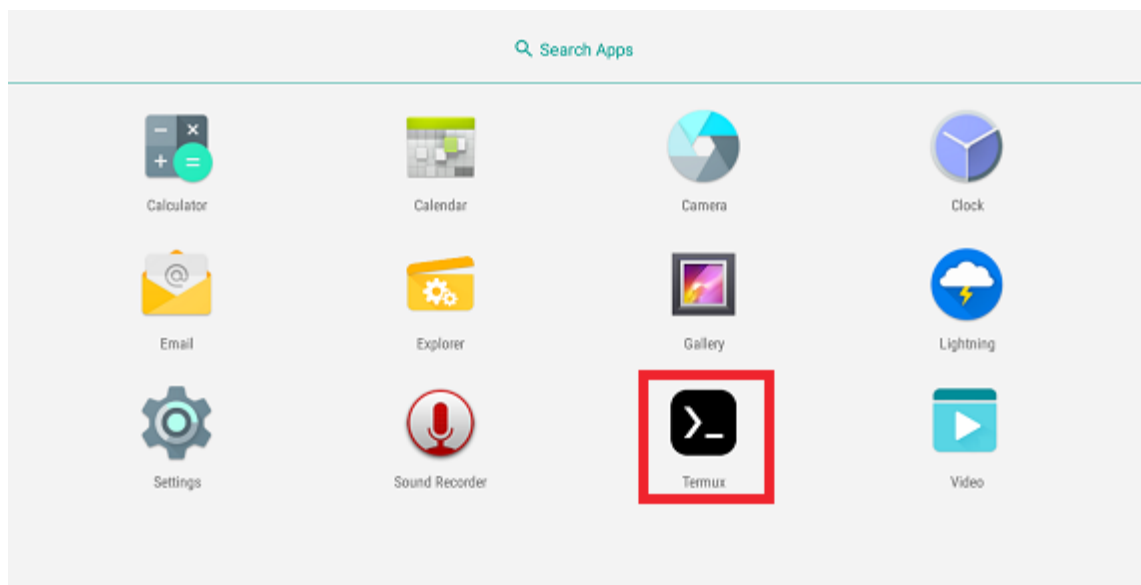 Search Apps
Calculator
Calendar
Camera
Clock
Email
Explorer
Gallery
Lightning
Settings
Sound Recorder
Termux
Video